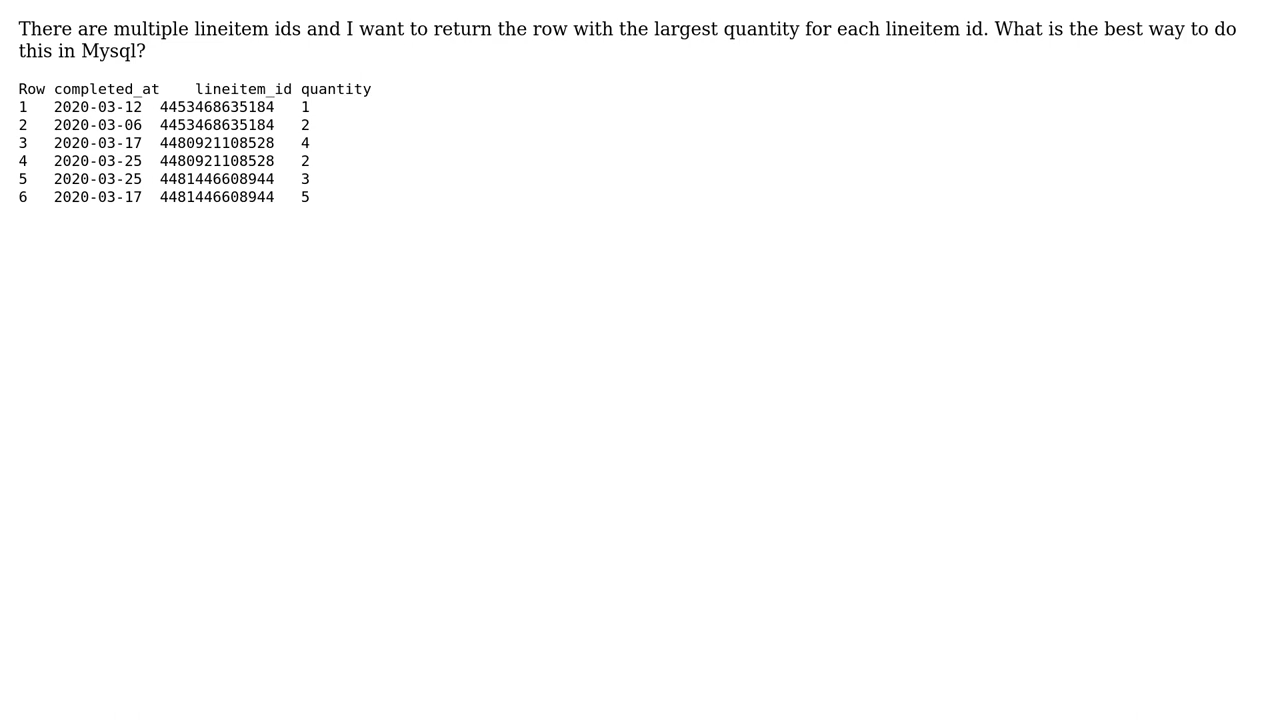 There are multiple lineitem ids and I want to return the row with the largest quantity for each lineitem id. What is the best way to do
this in Mysql?
Row completed_at    lineitem_id quantity
1   2020-03-12  4453468635184   1
2   2020-03-06  4453468635184   2
3   2020-03-17  4480921108528   4
4   2020-03-25  4480921108528   2
5   2020-03-25  4481446608944   3
6   2020-03-17  4481446608944   5